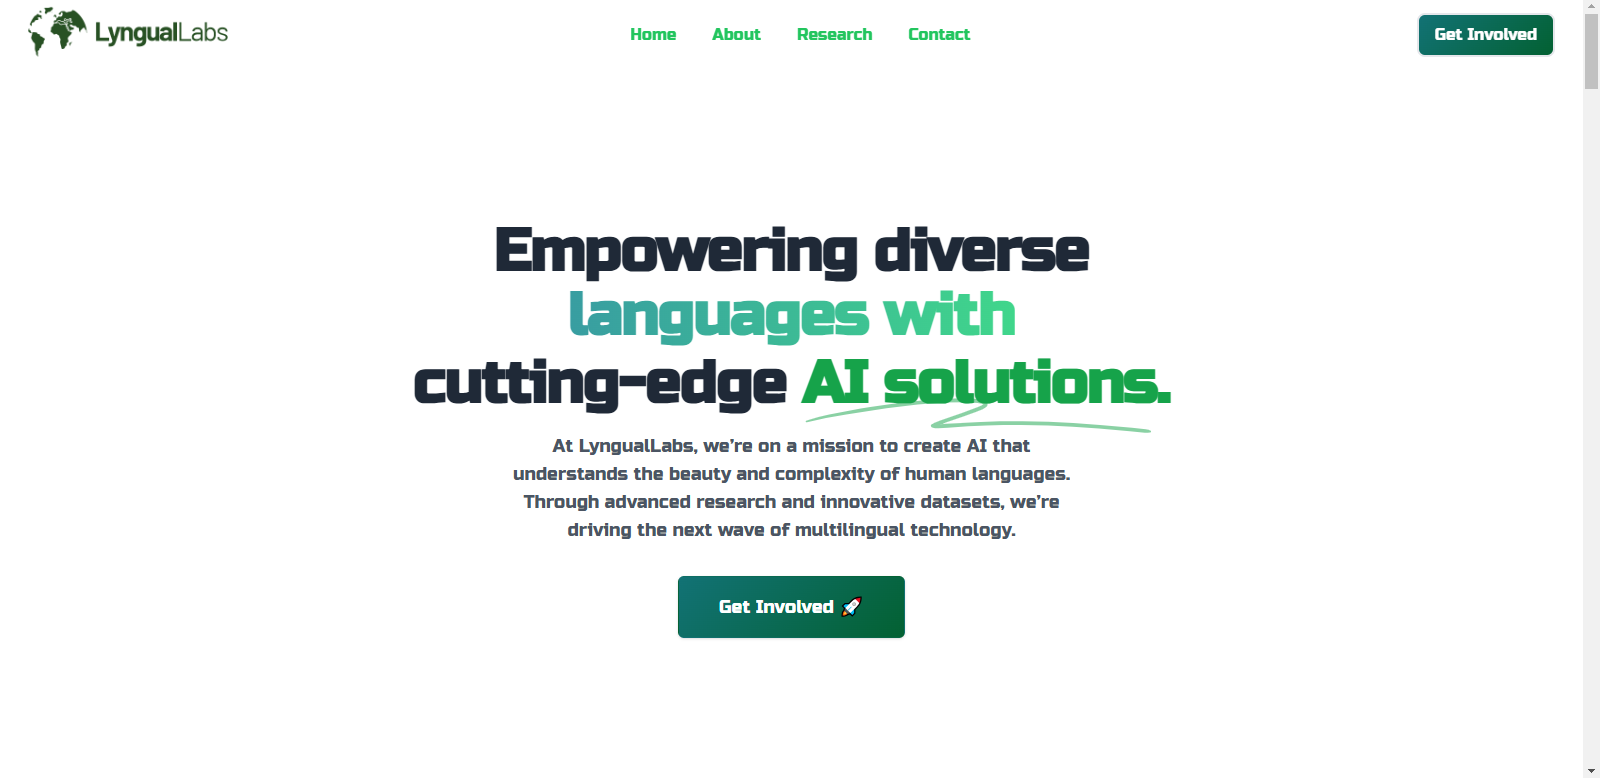 LyngualLabs
Home
About
Research
Contact
Get Involved
Empowering diverse
languages with
cutting-edge AI solutions.
At LyngualLabs, we’re on a mission to create AI that
understands the beauty and complexity of human languages.
Through advanced research and innovative datasets, we’re
driving the next wave of multilingual technology.
Get Involved 🚀